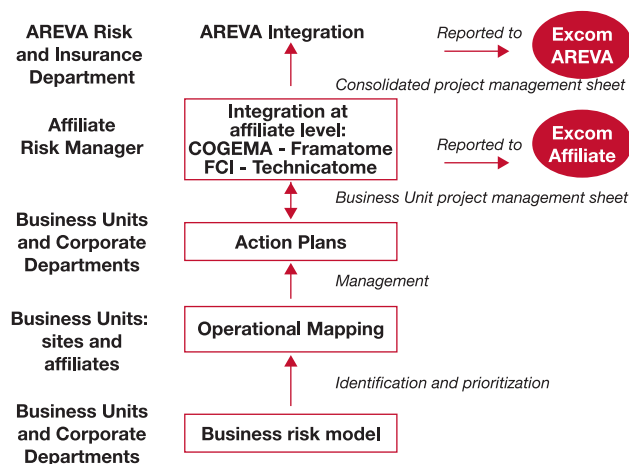 AREVA Risk
and Insurance
Department
AREVA Integration
Reported to
Excom
AREVA
Consolidated project management sheet
Affiliate
Risk Manager
Integration at
affiliate level:
COGEMA - Framatome
FCI - Technicatome
Reported to
Excom
Affiliate
Business Unit project management sheet
Business Units
and Corporate
Departments
Action Plans
Management
Business Units:
sites and
affiliates
Operational Mapping
Identification and prioritization
Business Units
and Corporate
Departments
Business risk model